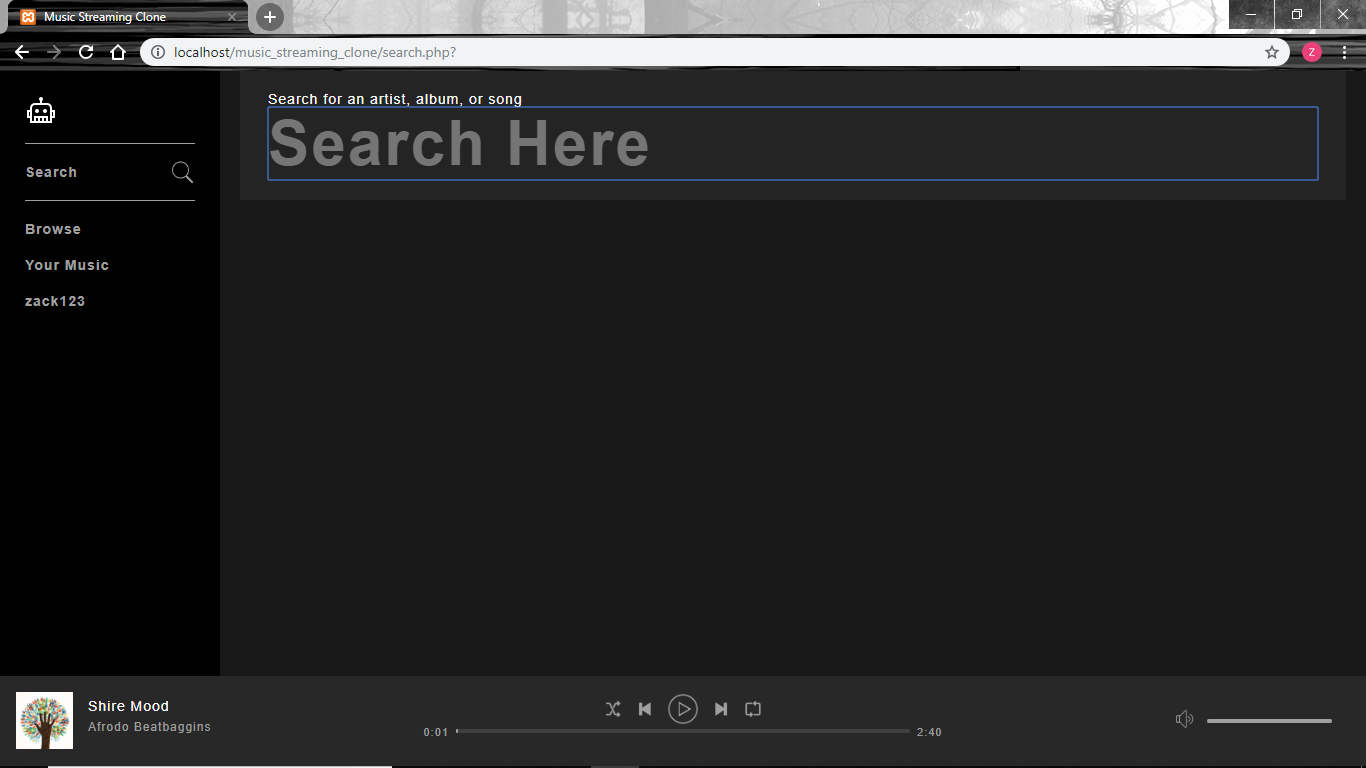 Music Streaming Clone
localhost/music_streaming_clone/search.php?
Z
Search for an artist, album, or song
Search Here
Search
Browse
Your Music
zack123
Shire Mood
Afrodo Beatbaggins
0:01
2:40